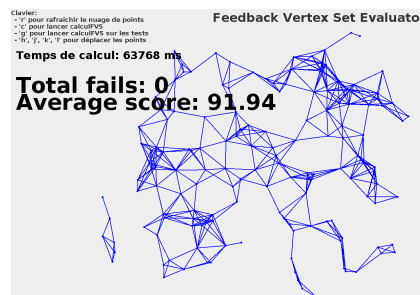 Clavier:
- 'r' pour rafraichir le nuage de points
- 'c' pour lancer calculFVS
- 'g' pour lancer calculFVS sur les tests
- 'h', 'j', 'k', 'l' pour déplacer les points
Feedback Vertex Set Evaluato
Temps de calcul: 63768 ms
Total fails: 0
Average score: 91.94